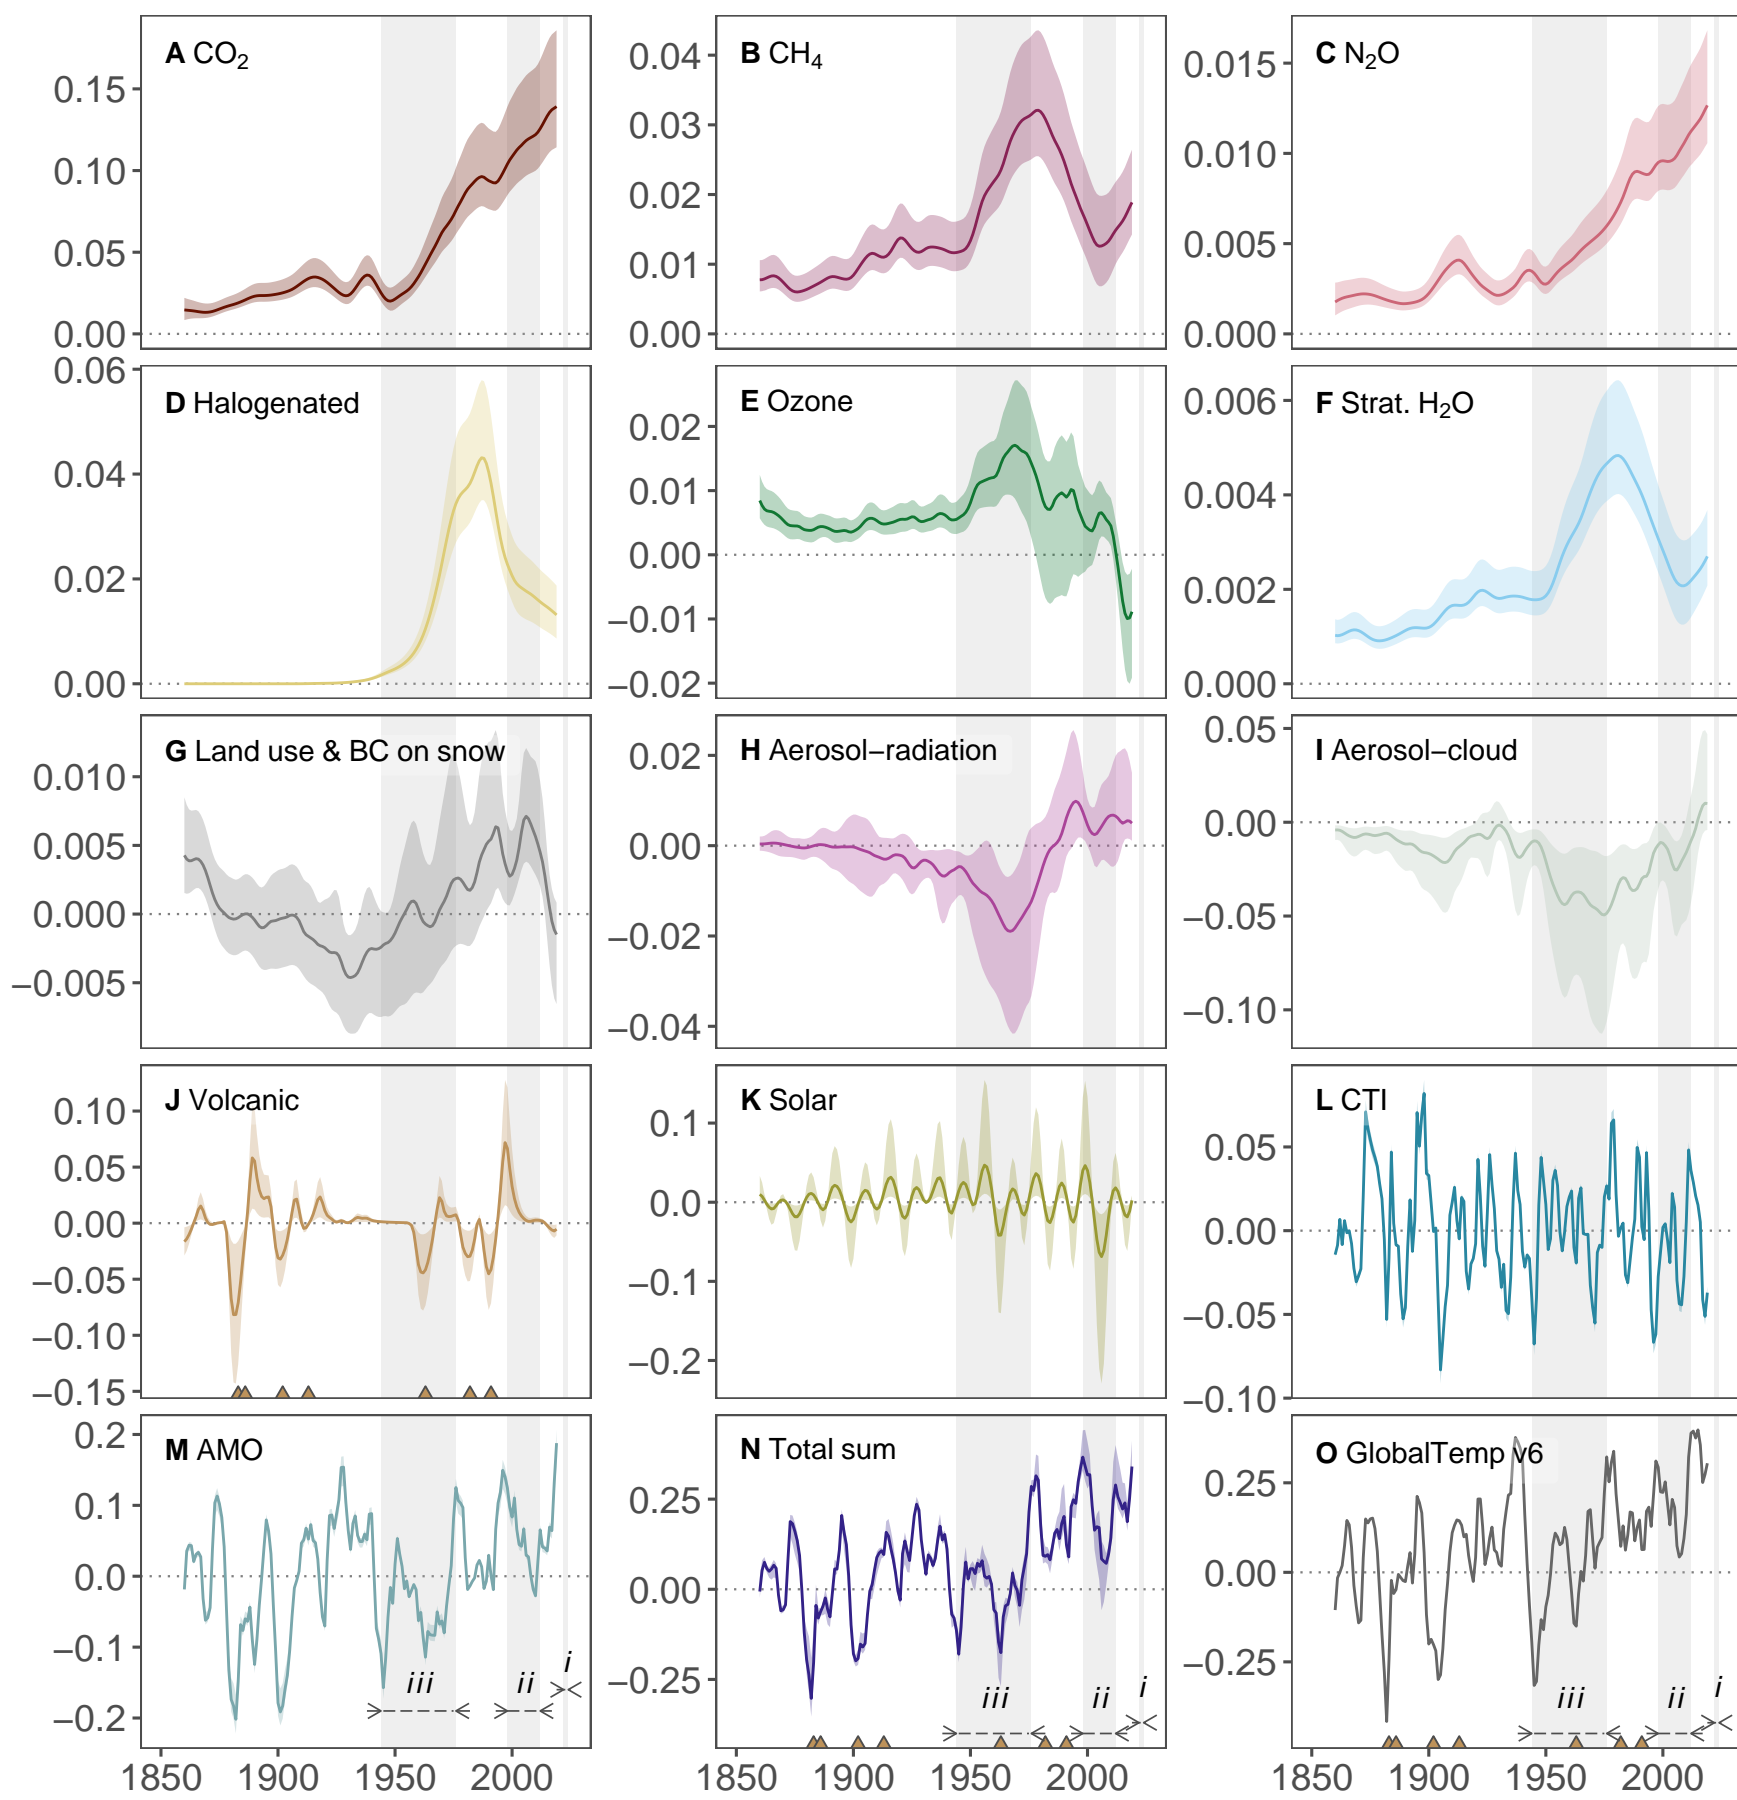 A CO₂
0.15
0.10
0.05
0.00
B CH₄
0.04
0.03
0.02
0.01
0.00
C N₂O
0.015
0.010
0.005
0.000
D Halogenated
0.06
0.04
0.02
0.00
E Ozone
0.02
0.01
0.00
−0.01
−0.02
F Strat. H₂O
0.006
0.004
0.002
0.000
G Land use & BC on snow
0.010
0.005
0.000
−0.005
H Aerosol−radiation
0.02
0.00
−0.02
−0.04
I Aerosol−cloud
0.05
0.00
−0.05
−0.10
J Volcanic
0.10
0.05
0.00
−0.05
−0.10
−0.15
K Solar
0.1
0.0
−0.1
−0.2
L CTI
0.05
0.00
−0.05
−0.10
M AMO
0.2
0.1
0.0
−0.1
−0.2
iii
ii
i
1850 1900 1950 2000
N Total sum
0.25
0.00
−0.25
iii
ii
i
1850 1900 1950 2000
O GlobalTemp v6
0.25
0.00
−0.25
iii
ii
i
1850 1900 1950 2000